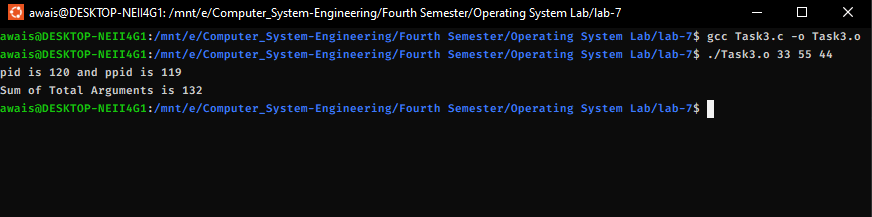 awais@DESKTOP-NEII4G1: /mnt/e/Computer_System-Engineering/Fourth Semester/Operating System Lab/lab-7
awais@DESKTOP-NEII4G1:/mnt/e/Computer_System-Engineering/Fourth Semester/Operating System Lab/lab-7$ gcc Task3.c -o Task3.o
awais@DESKTOP-NEII4G1:/mnt/e/Computer_System-Engineering/Fourth Semester/Operating System Lab/lab-7$ ./Task3.o 33 55 44
pid is 120 and ppid is 119
Sum of Total Arguments is 132
awais@DESKTOP-NEII4G1:/mnt/e/Computer_System-Engineering/Fourth Semester/Operating System Lab/lab-7$